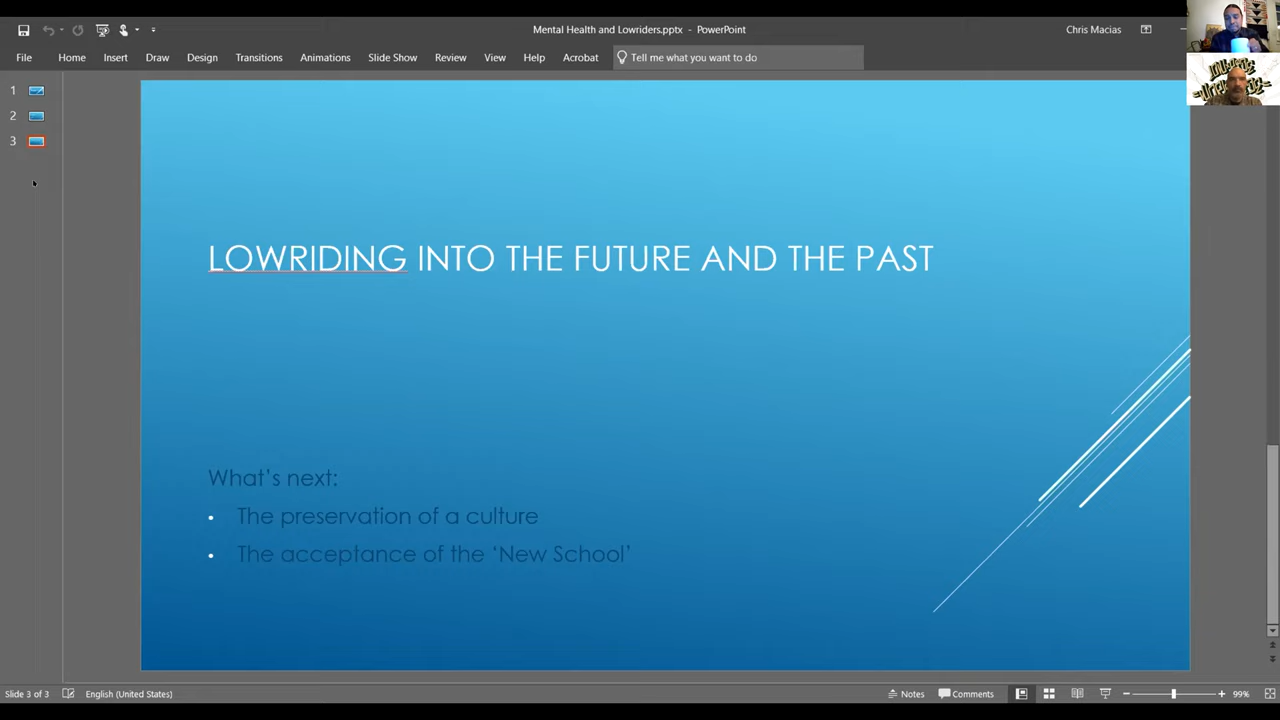 Mental Health and Lowriders.pptx - PowerPoint
Chris Macias
File Home Insert Draw Design Transitions Animations Slide Show Review View Help Acrobat Tell me what you want to do
1
2
3
LOWRIDING INTO THE FUTURE AND THE PAST
What's next:
• The preservation of a culture
• The acceptance of the ‘New School’
Slide 3 of 3 English (United States) Notes Comments 99%